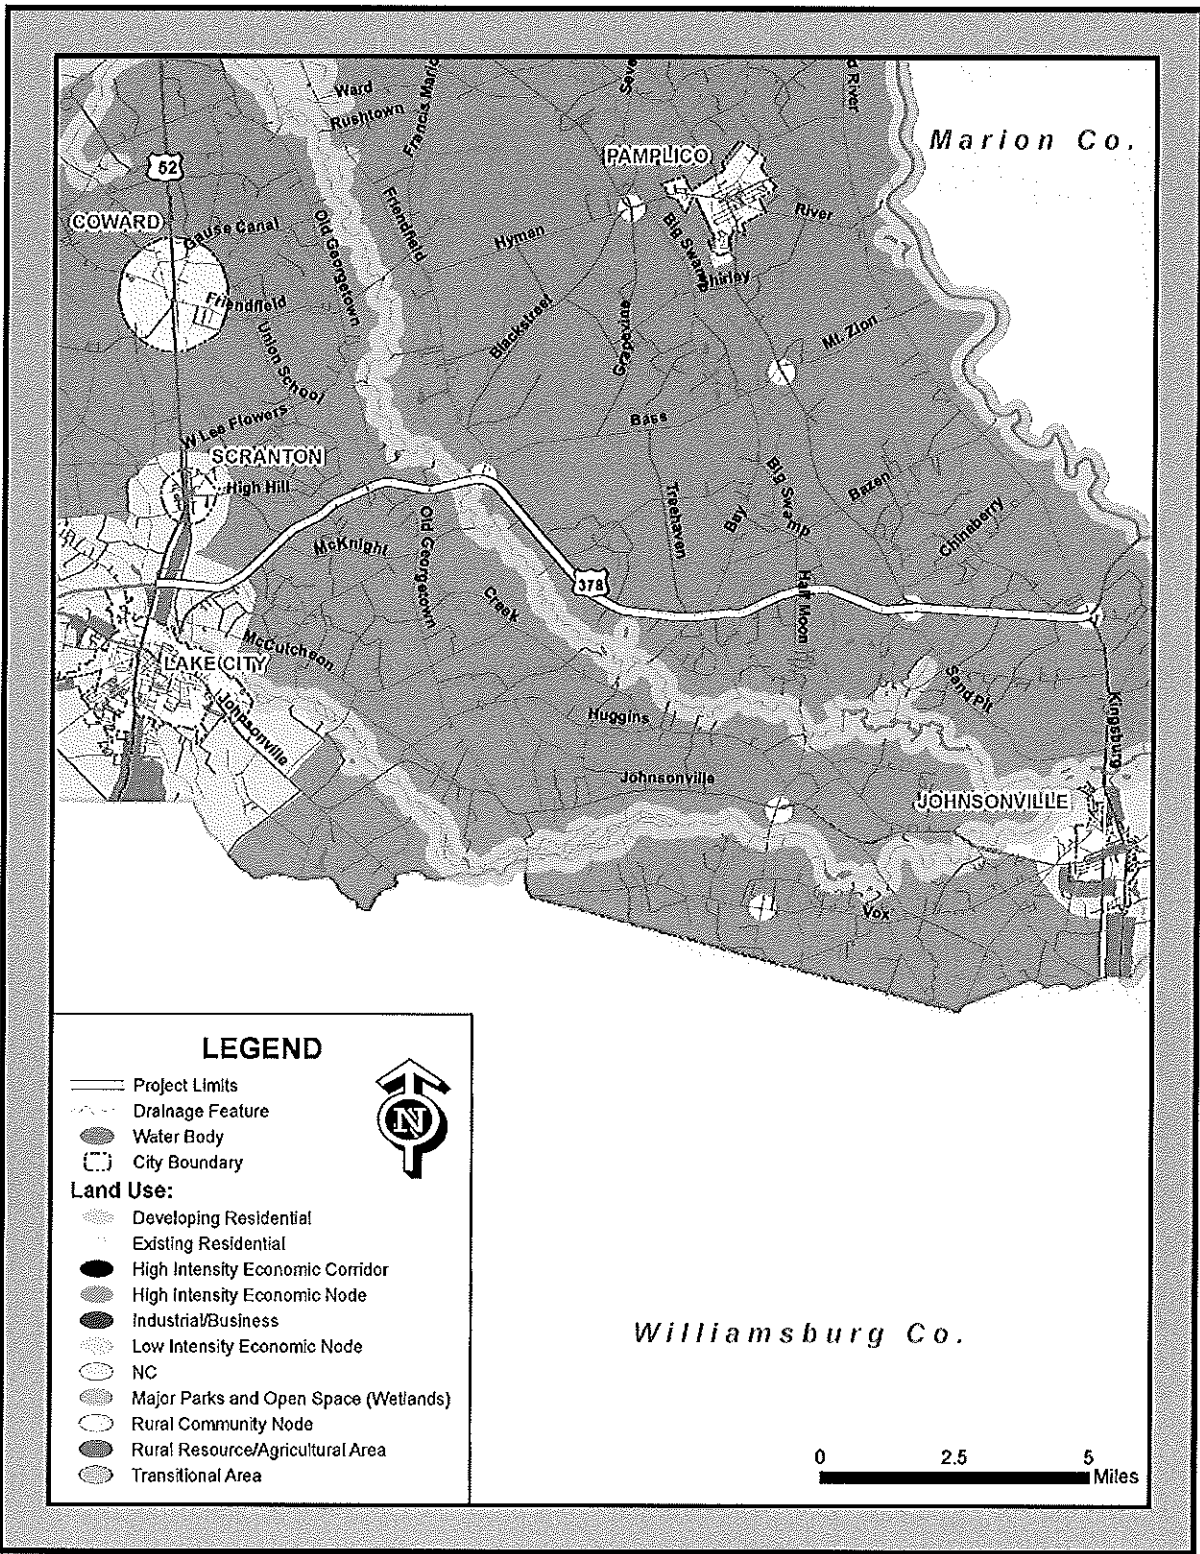 Ward
Rushtown
Francis Mario
Seve
d River
Marion Co.
52
PAMPLICO
COWARD
Gause Canal
Old Georgetown
Friendfield
Hyman
Big Swamp
River
Shirley
Friendfield
Union School
Blackstreet
Grapevine
Mt. Zion
W Lee Flowers
Bass
SCRANTON
High Hill
Treehaven
Bay
Big Swamp
Bazen
Chineberry
McKnight
Old Georgetown
Creek
378
Half Moon
McCutcheon
LAKE CITY
Johnsonville
Huggins
Sand Pit
Kingsburg
Johnsonville
JOHNSONVILLE
Vox
LEGEND
N
Project Limits
Drainage Feature
Water Body
City Boundary
Land Use:
Developing Residential
Existing Residential
High Intensity Economic Corridor
High Intensity Economic Node
Industrial/Business
Low Intensity Economic Node
NC
Major Parks and Open Space (Wetlands)
Rural Community Node
Rural Resource/Agricultural Area
Transitional Area
Williamsburg Co.
0 2.5 5
Miles